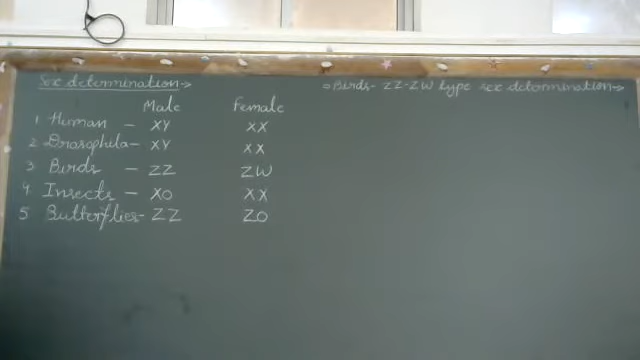 Sex determination→
Male Female
1 Human – XY XX
2 Drosophila – XY XX
3 Birds – ZZ ZW
4. Insects – XO XX
5 Butterflies – ZZ ZO
⇒ Birds – ZZ-ZW type sex determination→